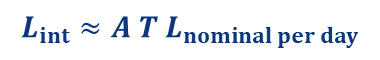 L_int ≈ A T L_nominal per day